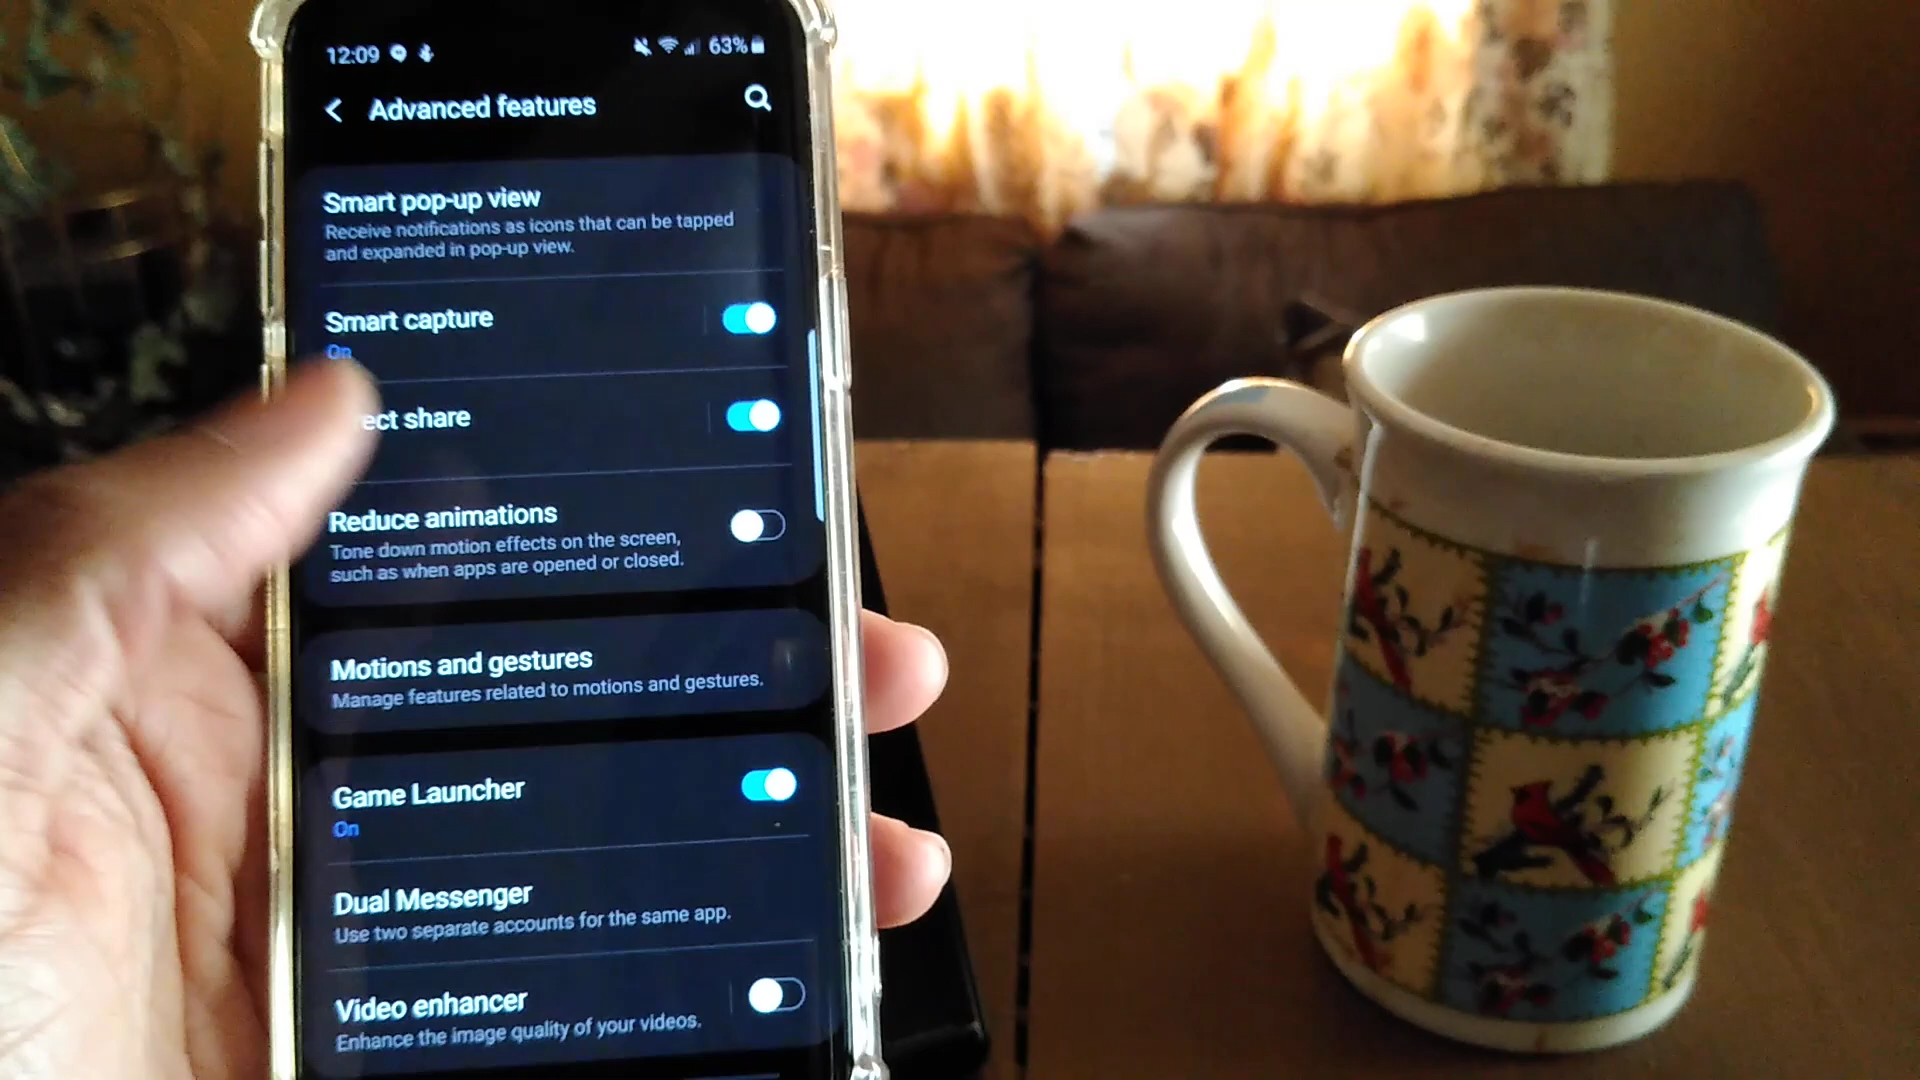 12:09
63%
Advanced features
Smart pop-up view
Receive notifications as icons that can be tapped
and expanded in pop-up view.
Smart capture
On
ect share
Reduce animations
Tone down motion effects on the screen,
such as when apps are opened or closed.
Motions and gestures
Manage features related to motions and gestures.
Game Launcher
On
Dual Messenger
Use two separate accounts for the same app.
Video enhancer
Enhance the image quality of your videos.